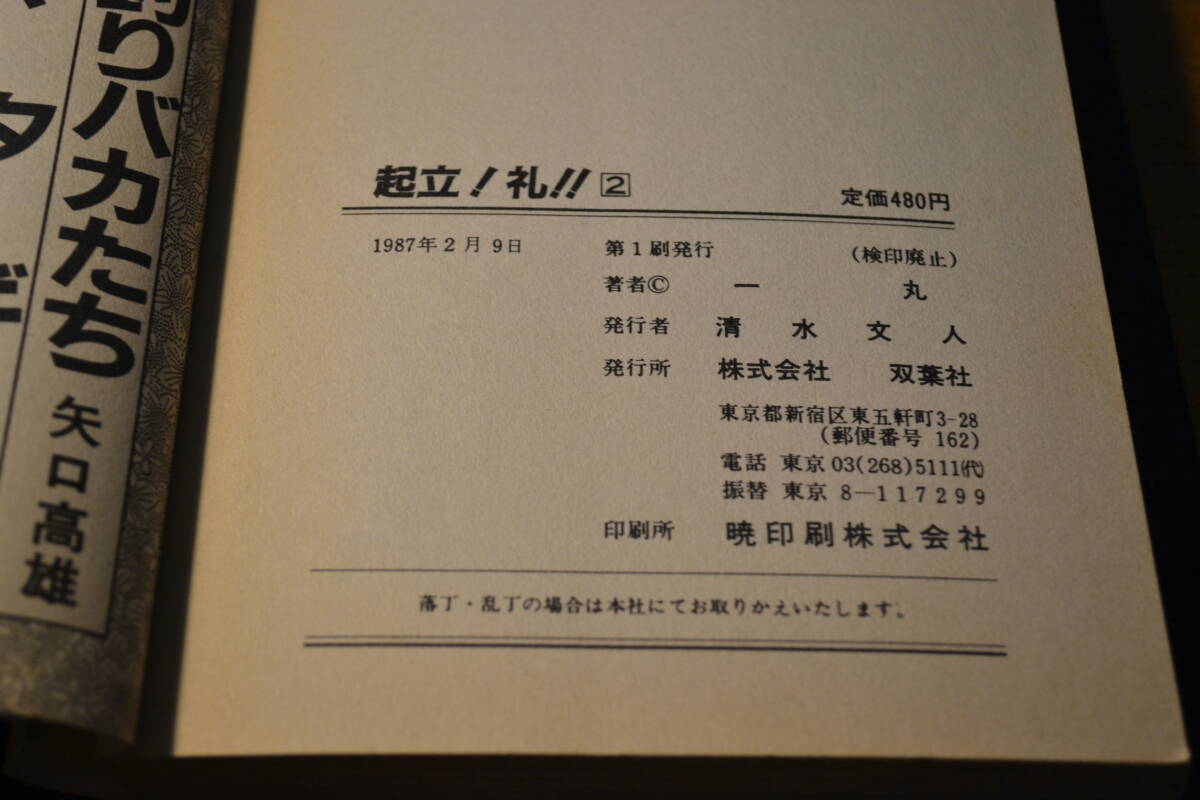 起立!礼!! 2
定価480円
1987年2月9日 第1刷発行 (検印廃止)
著者© 一丸
発行者 清水文人
発行所 株式会社 双葉社
東京都新宿区東五軒町3-28
(郵便番号 162)
電話 東京 03(268)5111㈹
振替 東京 8―117299
印刷所 暁印刷株式会社
落丁・乱丁の場合は本社にてお取りかえいたします。
釣りバカたち 矢口高雄
タ